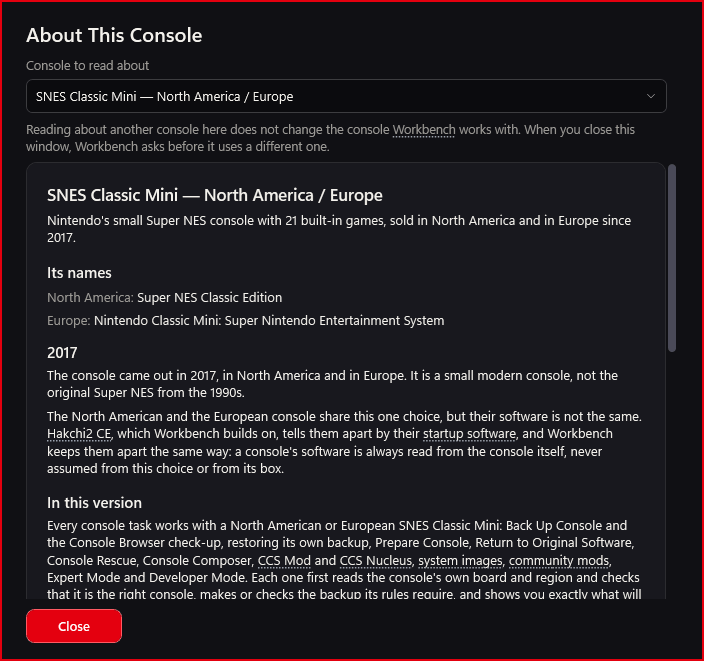 About This Console
Console to read about
SNES Classic Mini — North America / Europe
Reading about another console here does not change the console Workbench works with. When you close this
window, Workbench asks before it uses a different one.
SNES Classic Mini — North America / Europe
Nintendo's small Super NES console with 21 built-in games, sold in North America and in Europe since
2017.
Its names
North America: Super NES Classic Edition
Europe: Nintendo Classic Mini: Super Nintendo Entertainment System
2017
The console came out in 2017, in North America and in Europe. It is a small modern console, not the
original Super NES from the 1990s.
The North American and the European console share this one choice, but their software is not the same.
Hakchi2 CE, which Workbench builds on, tells them apart by their startup software, and Workbench
keeps them apart the same way: a console's software is always read from the console itself, never
assumed from this choice or from its box.
In this version
Every console task works with a North American or European SNES Classic Mini: Back Up Console and
the Console Browser check-up, restoring its own backup, Prepare Console, Return to Original Software,
Console Rescue, Console Composer, CCS Mod and CCS Nucleus, system images, community mods,
Expert Mode and Developer Mode. Each one first reads the console's own board and region and checks
that it is the right console, makes or checks the backup its rules require, and shows you exactly what will
Close